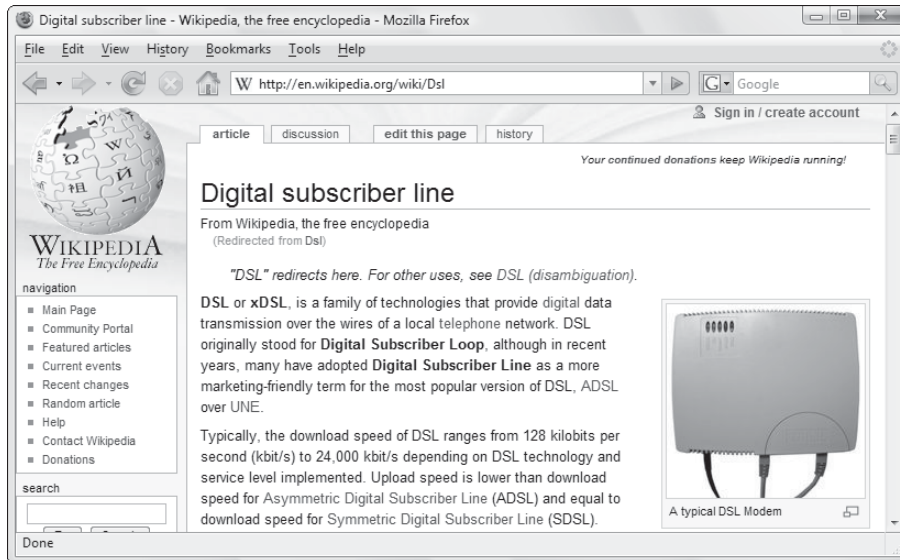 Digital subscriber line - Wikipedia, the free encyclopedia - Mozilla Firefox
File Edit View History Bookmarks Tools Help
W http://en.wikipedia.org/wiki/Dsl
G Google
Sign in / create account
article discussion edit this page history
Your continued donations keep Wikipedia running!
WIKIPEDIA
The Free Encyclopedia
Digital subscriber line
From Wikipedia, the free encyclopedia
(Redirected from Dsl)
"DSL" redirects here. For other uses, see DSL (disambiguation).
navigation
Main Page
Community Portal
Featured articles
Current events
Recent changes
Random article
Help
Contact Wikipedia
Donations
search
DSL or xDSL, is a family of technologies that provide digital data
transmission over the wires of a local telephone network. DSL
originally stood for Digital Subscriber Loop, although in recent
years, many have adopted Digital Subscriber Line as a more
marketing-friendly term for the most popular version of DSL, ADSL
over UNE.
Typically, the download speed of DSL ranges from 128 kilobits per
second (kbit/s) to 24,000 kbit/s depending on DSL technology and
service level implemented. Upload speed is lower than download
speed for Asymmetric Digital Subscriber Line (ADSL) and equal to
download speed for Symmetric Digital Subscriber Line (SDSL).
A typical DSL Modem
Done